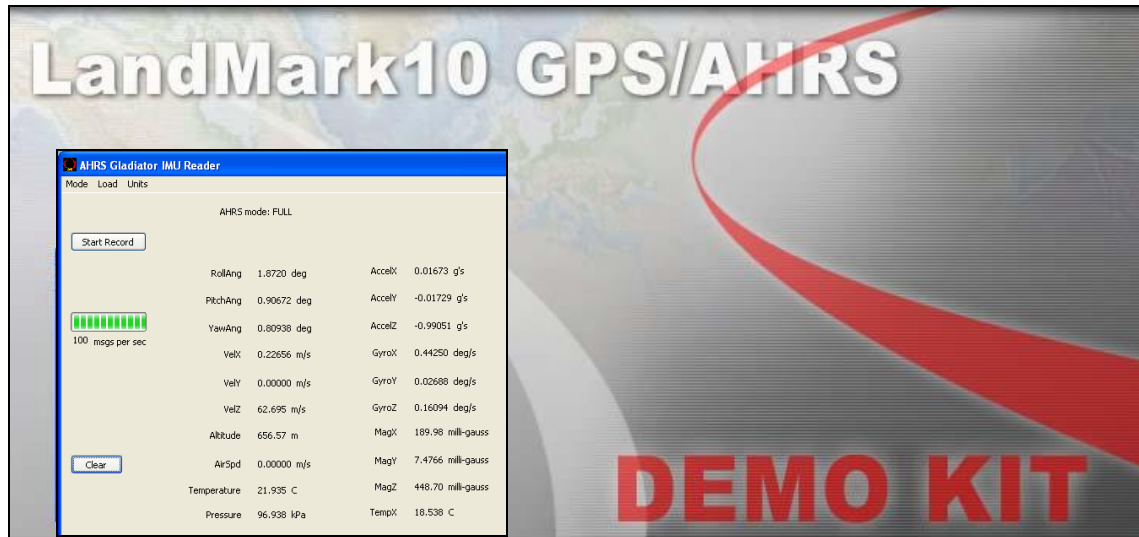 LandMark10 GPS/AHRS
AHRS Gladiator IMU Reader
Mode Load Units
AHRS mode: FULL
Start Record
RollAng 1.8720 deg AccelX 0.01673 g's
PitchAng 0.90672 deg AccelY -0.01729 g's
YawAng 0.80938 deg AccelZ -0.99051 g's
100 msgs per sec
VelX 0.22656 m/s GyroX 0.44250 deg/s
VelY 0.00000 m/s GyroY 0.02688 deg/s
VelZ 62.695 m/s GyroZ 0.16094 deg/s
Altitude 656.57 m MagX 189.98 milli-gauss
Clear
AirSpd 0.00000 m/s MagY 7.4766 milli-gauss
Temperature 21.935 C MagZ 448.70 milli-gauss
Pressure 96.938 kPa TempX 18.538 C
DEMO KIT